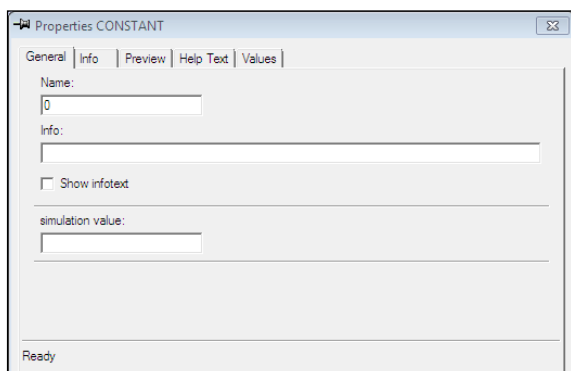 Properties CONSTANT
General Info Preview Help Text Values
Name:
0
Info:
Show infotext
simulation value:
Ready